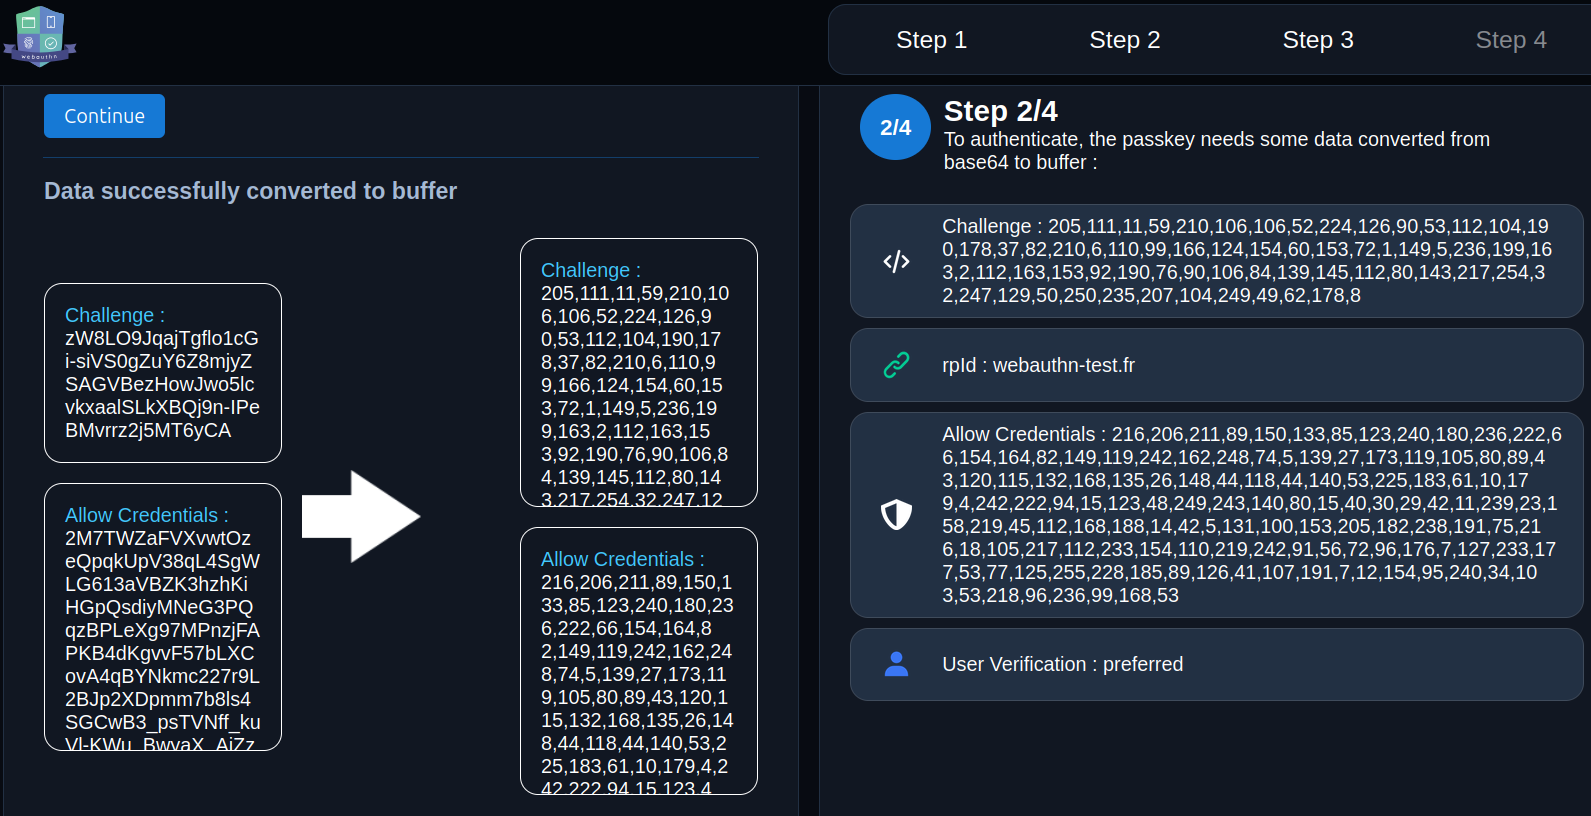 webauthn
Step 1
Step 2
Step 3
Step 4
Continue
Data successfully converted to buffer
Challenge :
zW8LO9JqajTgflo1cG
i-siVS0gZuY6Z8mjyZ
SAGVBezHowJwo5lc
vkxaalSLkXBQj9n-IPe
BMvrrz2j5MT6yCA
Allow Credentials :
2M7TWZaFVXvwtOz
eQpqkUpV38qL4SgW
LG613aVBZK3hzhKi
HGpQsdiyMNeG3PQ
qzBPLeXg97MPnzjFA
PKB4dKgvvF57bLXC
ovA4qBYNkmc227r9L
2BJp2XDpmm7b8ls4
SGCwB3_psTVNff_ku
Vl-KWu_BwyaX_AiZz
Challenge :
205,111,11,59,210,10
6,106,52,224,126,9
0,53,112,104,190,17
8,37,82,210,6,110,9
9,166,124,154,60,15
3,72,1,149,5,236,19
9,163,2,112,163,15
3,92,190,76,90,106,8
4,139,145,112,80,14
3,217,254,32,247,12
Allow Credentials :
216,206,211,89,150,1
33,85,123,240,180,23
6,222,66,154,164,8
2,149,119,242,162,24
8,74,5,139,27,173,11
9,105,80,89,43,120,1
15,132,168,135,26,14
8,44,118,44,140,53,2
25,183,61,10,179,4,2
42,222,94,15,123,4
2/4
Step 2/4
To authenticate, the passkey needs some data converted from
base64 to buffer :
Challenge : 205,111,11,59,210,106,106,52,224,126,90,53,112,104,19
0,178,37,82,210,6,110,99,166,124,154,60,153,72,1,149,5,236,199,16
3,2,112,163,153,92,190,76,90,106,84,139,145,112,80,143,217,254,3
2,247,129,50,250,235,207,104,249,49,62,178,8
rpId : webauthn-test.fr
Allow Credentials : 216,206,211,89,150,133,85,123,240,180,236,222,6
6,154,164,82,149,119,242,162,248,74,5,139,27,173,119,105,80,89,4
3,120,115,132,168,135,26,148,44,118,44,140,53,225,183,61,10,17
9,4,242,222,94,15,123,48,249,243,140,80,15,40,30,29,42,11,239,23,1
58,219,45,112,168,188,14,42,5,131,100,153,205,182,238,191,75,21
6,18,105,217,112,233,154,110,219,242,91,56,72,96,176,7,127,233,17
7,53,77,125,255,228,185,89,126,41,107,191,7,12,154,95,240,34,10
3,53,218,96,236,99,168,53
User Verification : preferred